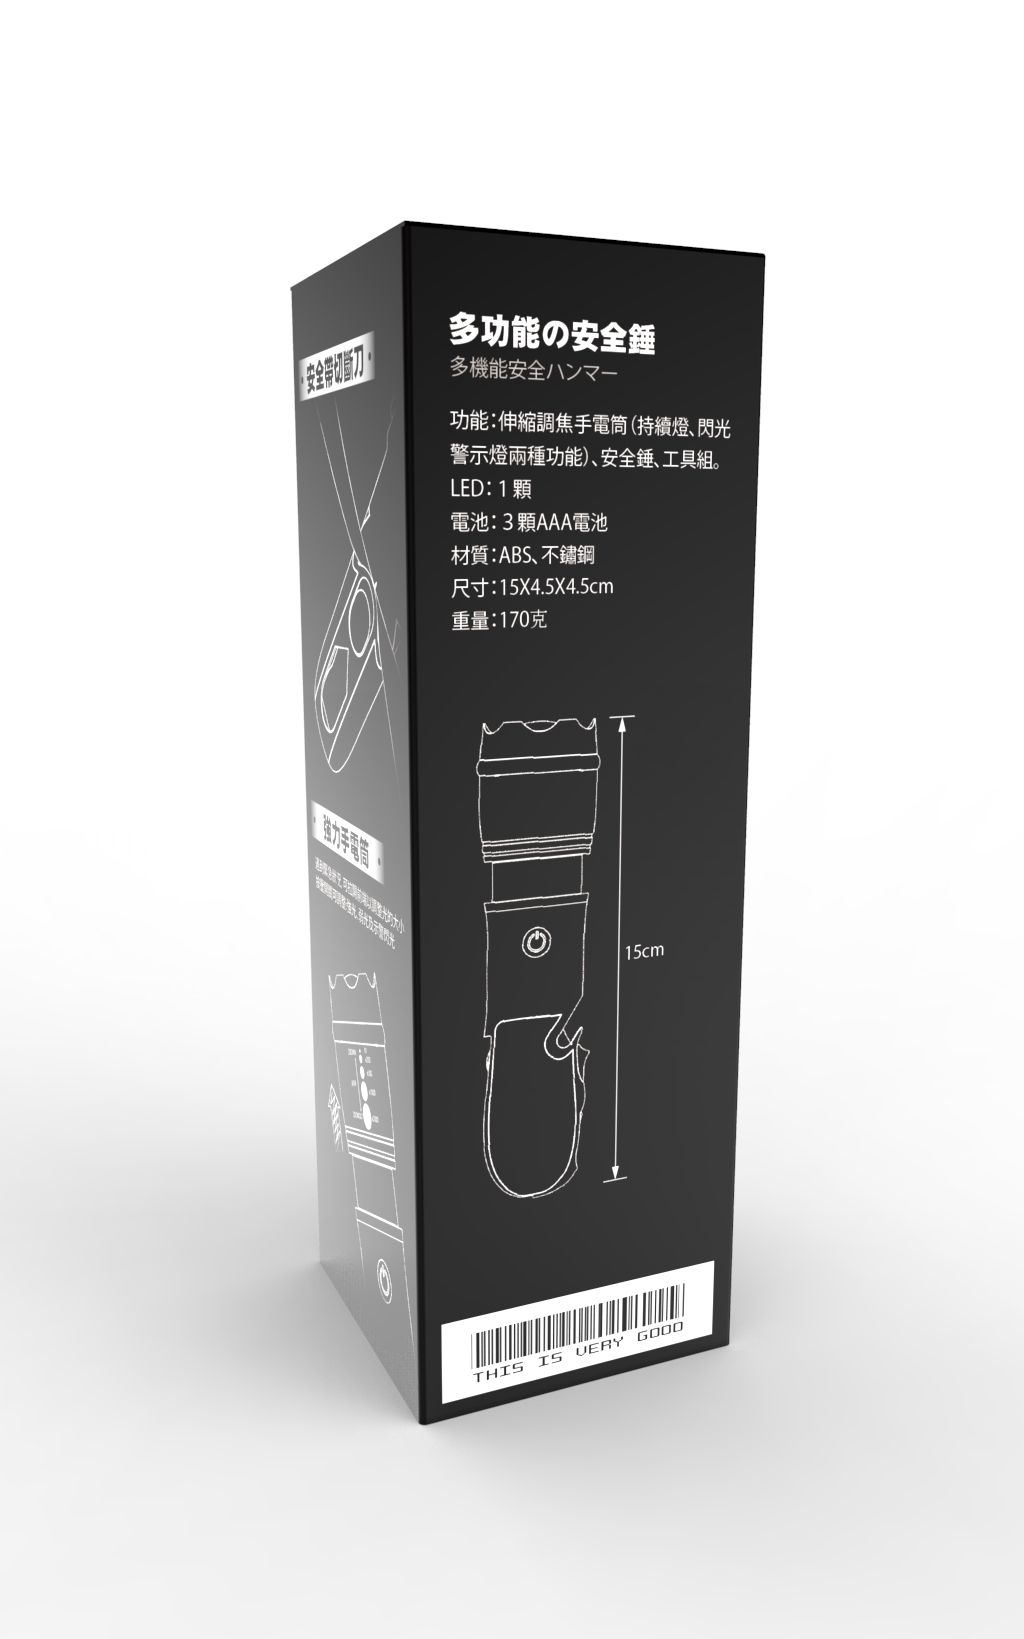 安全帶切斷刀
強力手電筒
多功能の安全錘
多機能安全ハンマー
功能：伸縮調焦手電筒（持續燈、閃光
警示燈兩種功能）、安全錘、工具組。
LED：1 顆
電池：3 顆AAA電池
材質：ABS、不鏽鋼
尺寸：15X4.5X4.5cm
重量：170克
15cm
THIS IS VERY GOOD